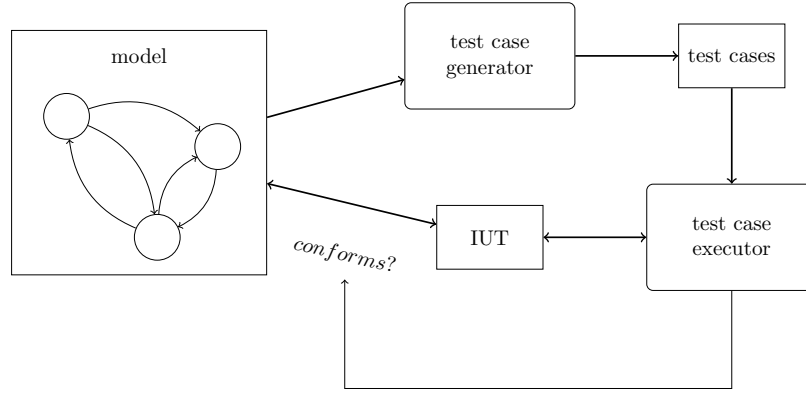 model
test case
generator
test cases
conforms?
IUT
test case
executor